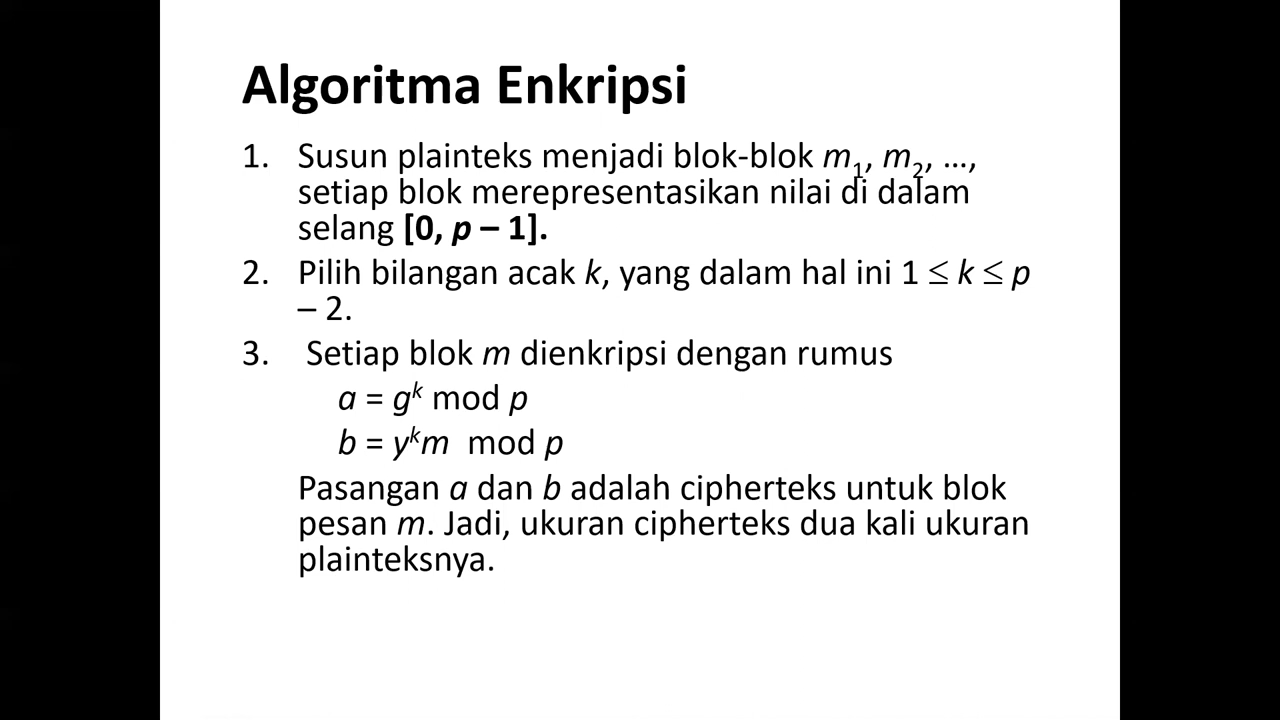 Algoritma Enkripsi
1. Susun plainteks menjadi blok-blok m₁, m₂, …,
setiap blok merepresentasikan nilai di dalam
selang [0, p – 1].
2. Pilih bilangan acak k, yang dalam hal ini 1 ≤ k ≤ p
– 2.
3. Setiap blok m dienkripsi dengan rumus
a = gᵏ mod p
b = yᵏm mod p
Pasangan a dan b adalah cipherteks untuk blok
pesan m. Jadi, ukuran cipherteks dua kali ukuran
plainteksnya.